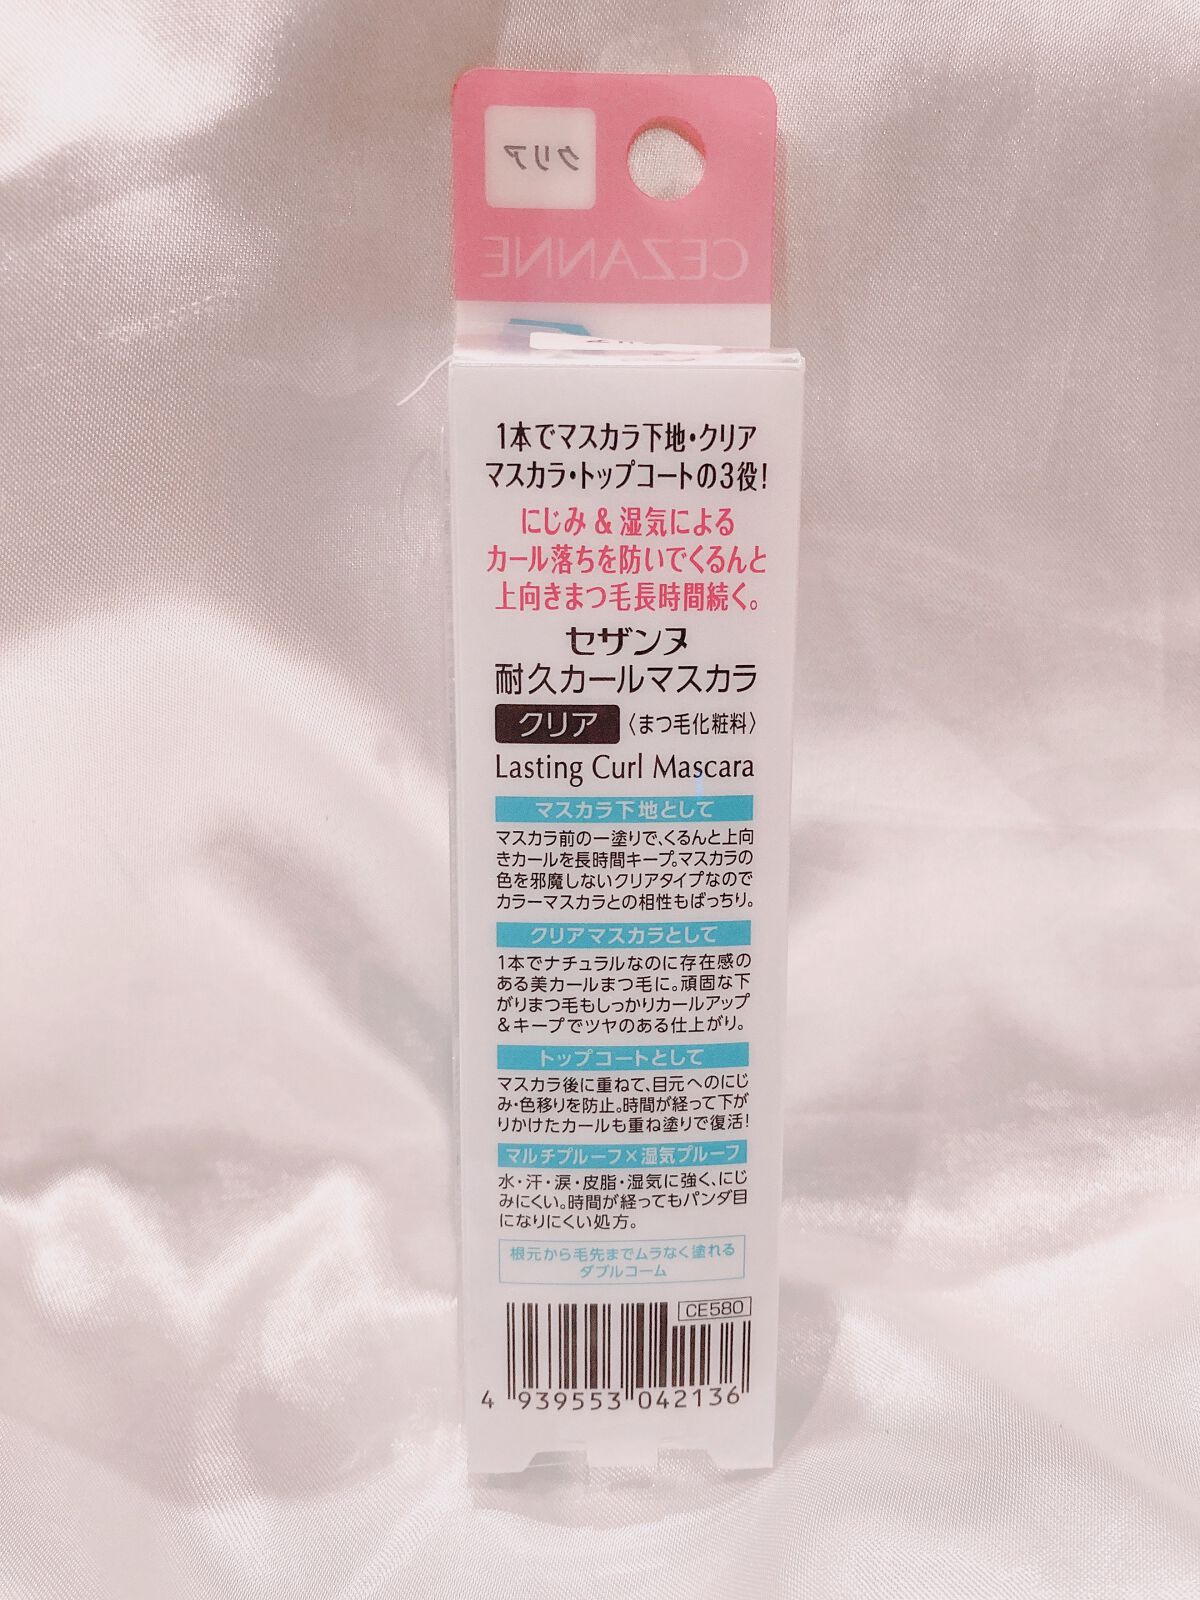 クリア
CEZANNE
1本でマスカラ下地・クリア
マスカラ・トップコートの3役!
にじみ & 湿気による
カール落ちを防いでくるんと
上向きまつ毛長時間続く。
セザンヌ
耐久カールマスカラ
クリア 〈まつ毛化粧料〉
Lasting Curl Mascara
マスカラ下地として
マスカラ前の一塗りで、くるんと上向
きカールを長時間キープ。マスカラの
色を邪魔しないクリアタイプなので
カラーマスカラとの相性もばっちり。
クリアマスカラとして
1本でナチュラルなのに存在感の
ある美カールまつ毛に。頑固な下
がりまつ毛もしっかりカールアップ
&キープでツヤのある仕上がり。
トップコートとして
マスカラ後に重ねて、目元へのにじ
み・色移りを防止。時間が経って下が
りかけたカールも重ね塗りで復活!
マルチプルーフ×湿気プルーフ
水・汗・涙・皮脂・湿気に強く、にじ
みにくい。時間が経ってもパンダ目
になりにくい処方。
根元から毛先までムラなく塗れる
ダブルコーム
CE580
4 939553 042136